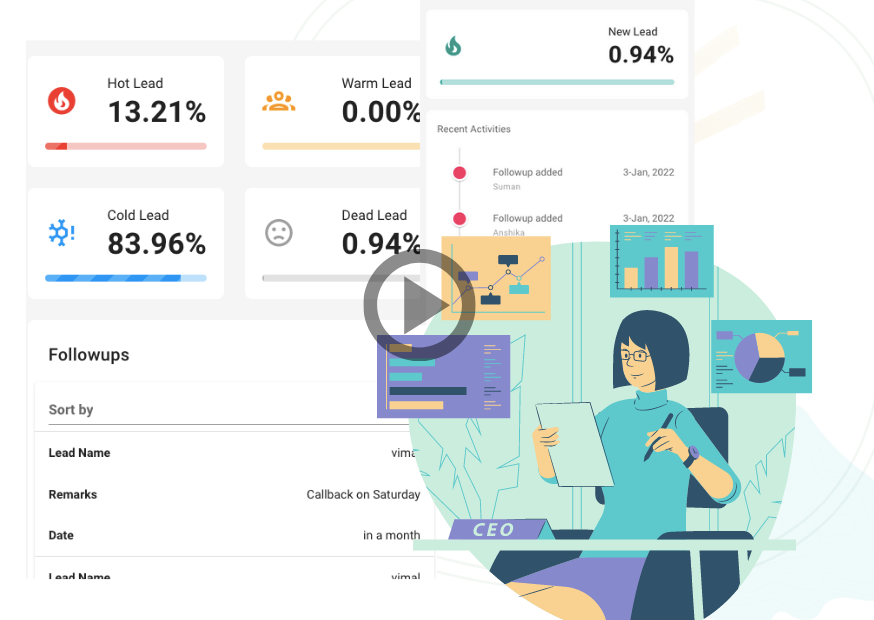 Hot Lead
13.21%
Warm Lead
0.00%
Cold Lead
83.96%
Dead Lead
0.94%
Followups
Sort by
Lead Name
Remarks
Callback on Saturday
Date
in a month
Lead Name
vimal
New Lead
0.94%
Recent Activities
Followup added
3-Jan, 2022
Suman
Followup added
3-Jan, 2022
Anshika
CEO